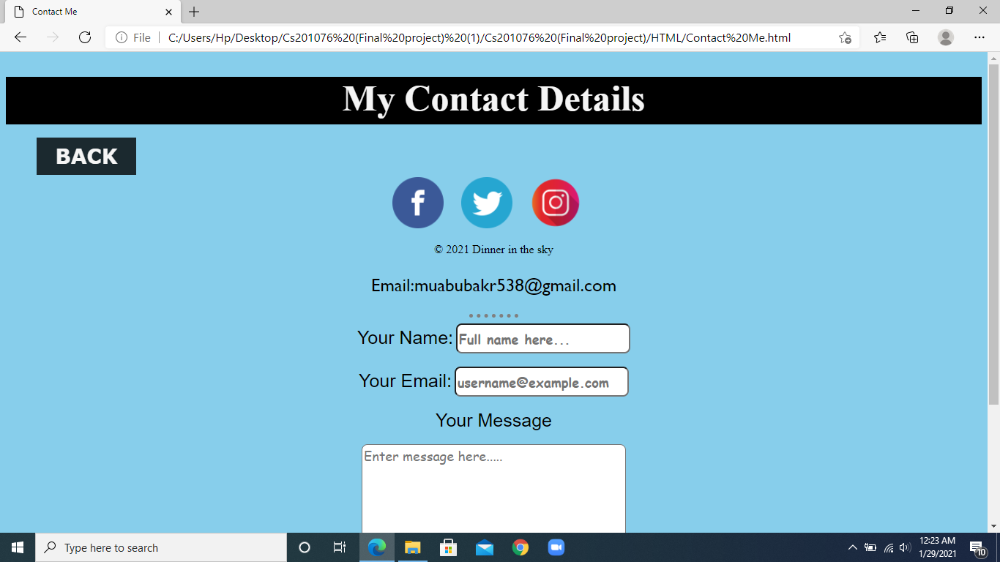 Contact Me
File
C:/Users/Hp/Desktop/Cs201076%20(Final%20project)%20(1)/Cs201076%20(Final%20project)/HTML/Contact%20Me.html
My Contact Details
BACK
© 2021 Dinner in the sky
Email:muabubakr538@gmail.com
Your Name: Full name here...
Your Email: username@example.com
Your Message
Enter message here.....
Type here to search
12:23 AM
1/29/2021
10